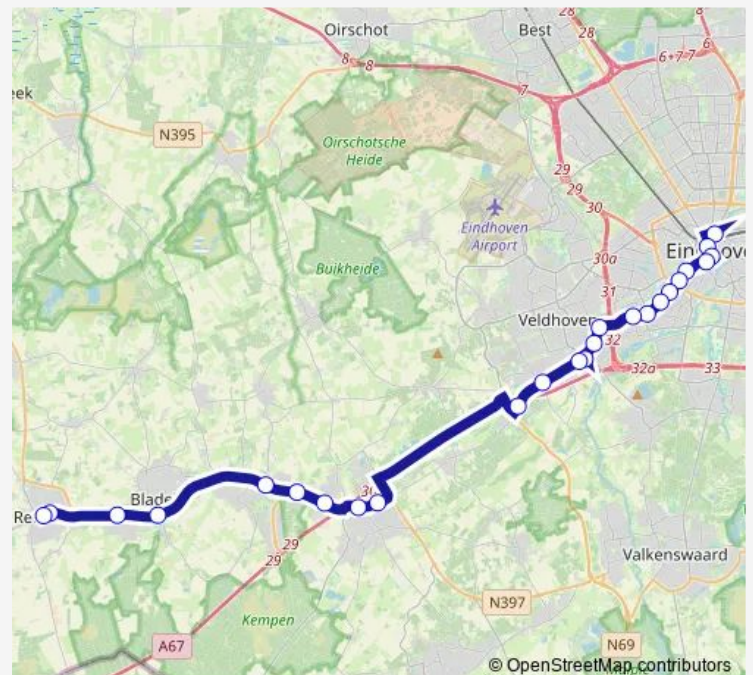 28
8
Oirschot
Best
28
6
8
8
6+7 7
7
eek
N395
Oirschotsche
Heide
29
29
30
Eindhoven
Airport
Ein
hove
30a
Buikheide
31
Veldhoven
32
32a
33
30
Blade
Re
29
29
Valkenswaard
N397
Kempen
A67
N69
© OpenStreetMap contributors